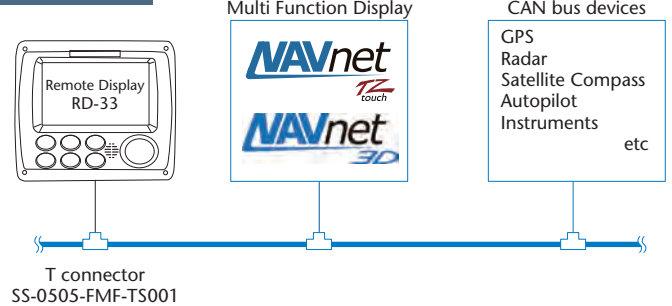 Multi Function Display
CAN bus devices
Remote Display
RD-33
NAVnet
TZ
touch
NAVnet
3D
GPS
Radar
Satellite Compass
Autopilot
Instruments
etc
T connector
SS-0505-FMF-TS001